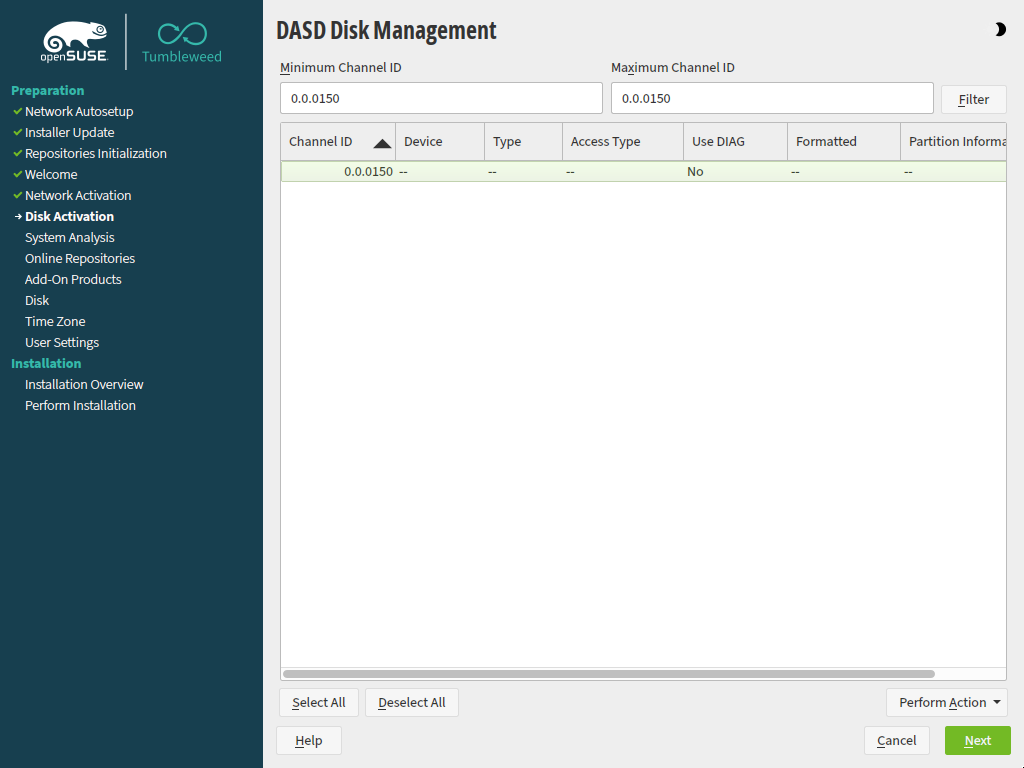 openSUSE
Tumbleweed
Preparation
Network Autosetup
Installer Update
Repositories Initialization
Welcome
Network Activation
Disk Activation
System Analysis
Online Repositories
Add-On Products
Disk
Time Zone
User Settings
Installation
Installation Overview
Perform Installation
DASD Disk Management
Minimum Channel ID Maximum Channel ID
0.0.0150 0.0.0150 Filter
Channel ID Device Type Access Type Use DIAG Formatted Partition Informa
0.0.0150 -- -- -- No -- --
Select All Deselect All Perform Action
Help Cancel Next